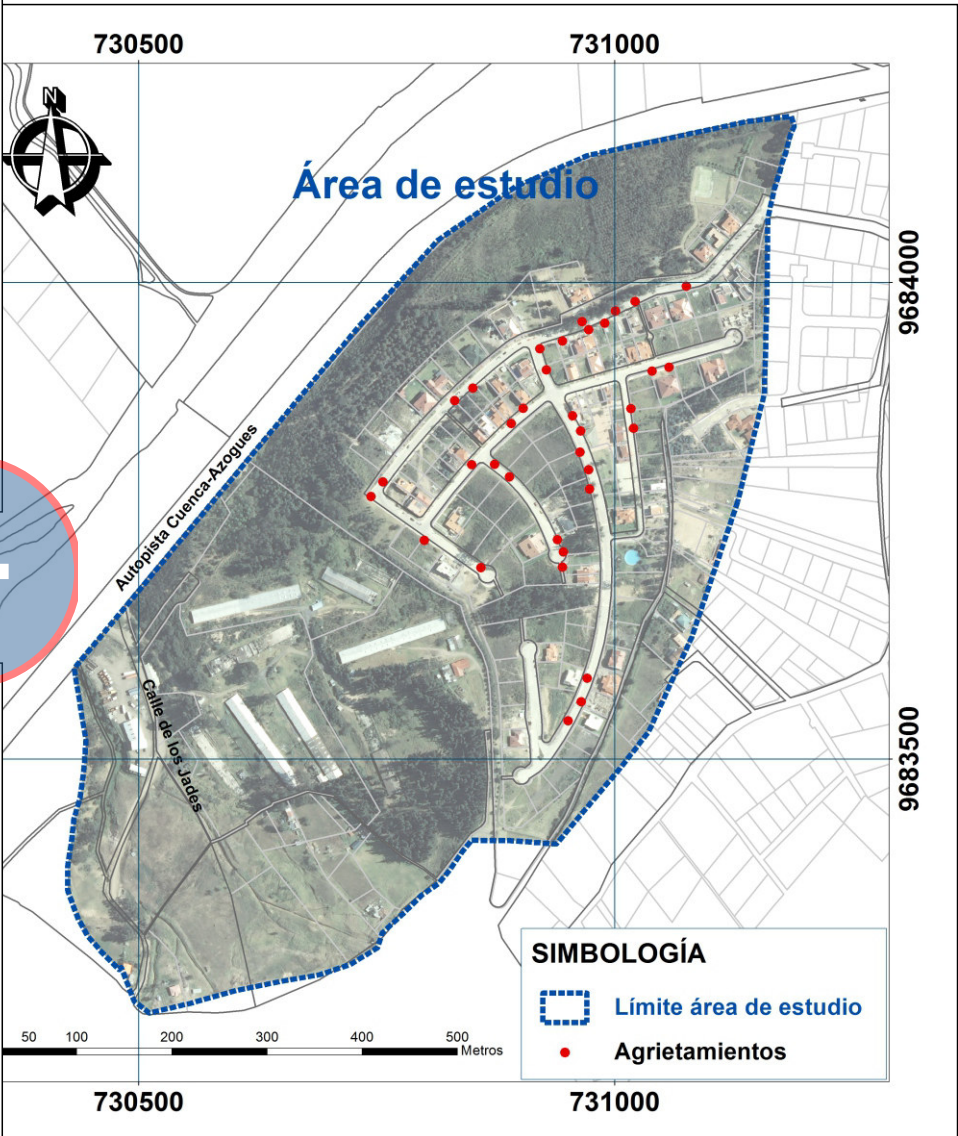 730500
731000
N
Área de estudio
9684000
Autopista Cuenca-Azogues
Calle de los Jades
9683500
SIMBOLOGÍA
Límite área de estudio
Agrietamientos
50 100 200 300 400 500
Metros
730500
731000